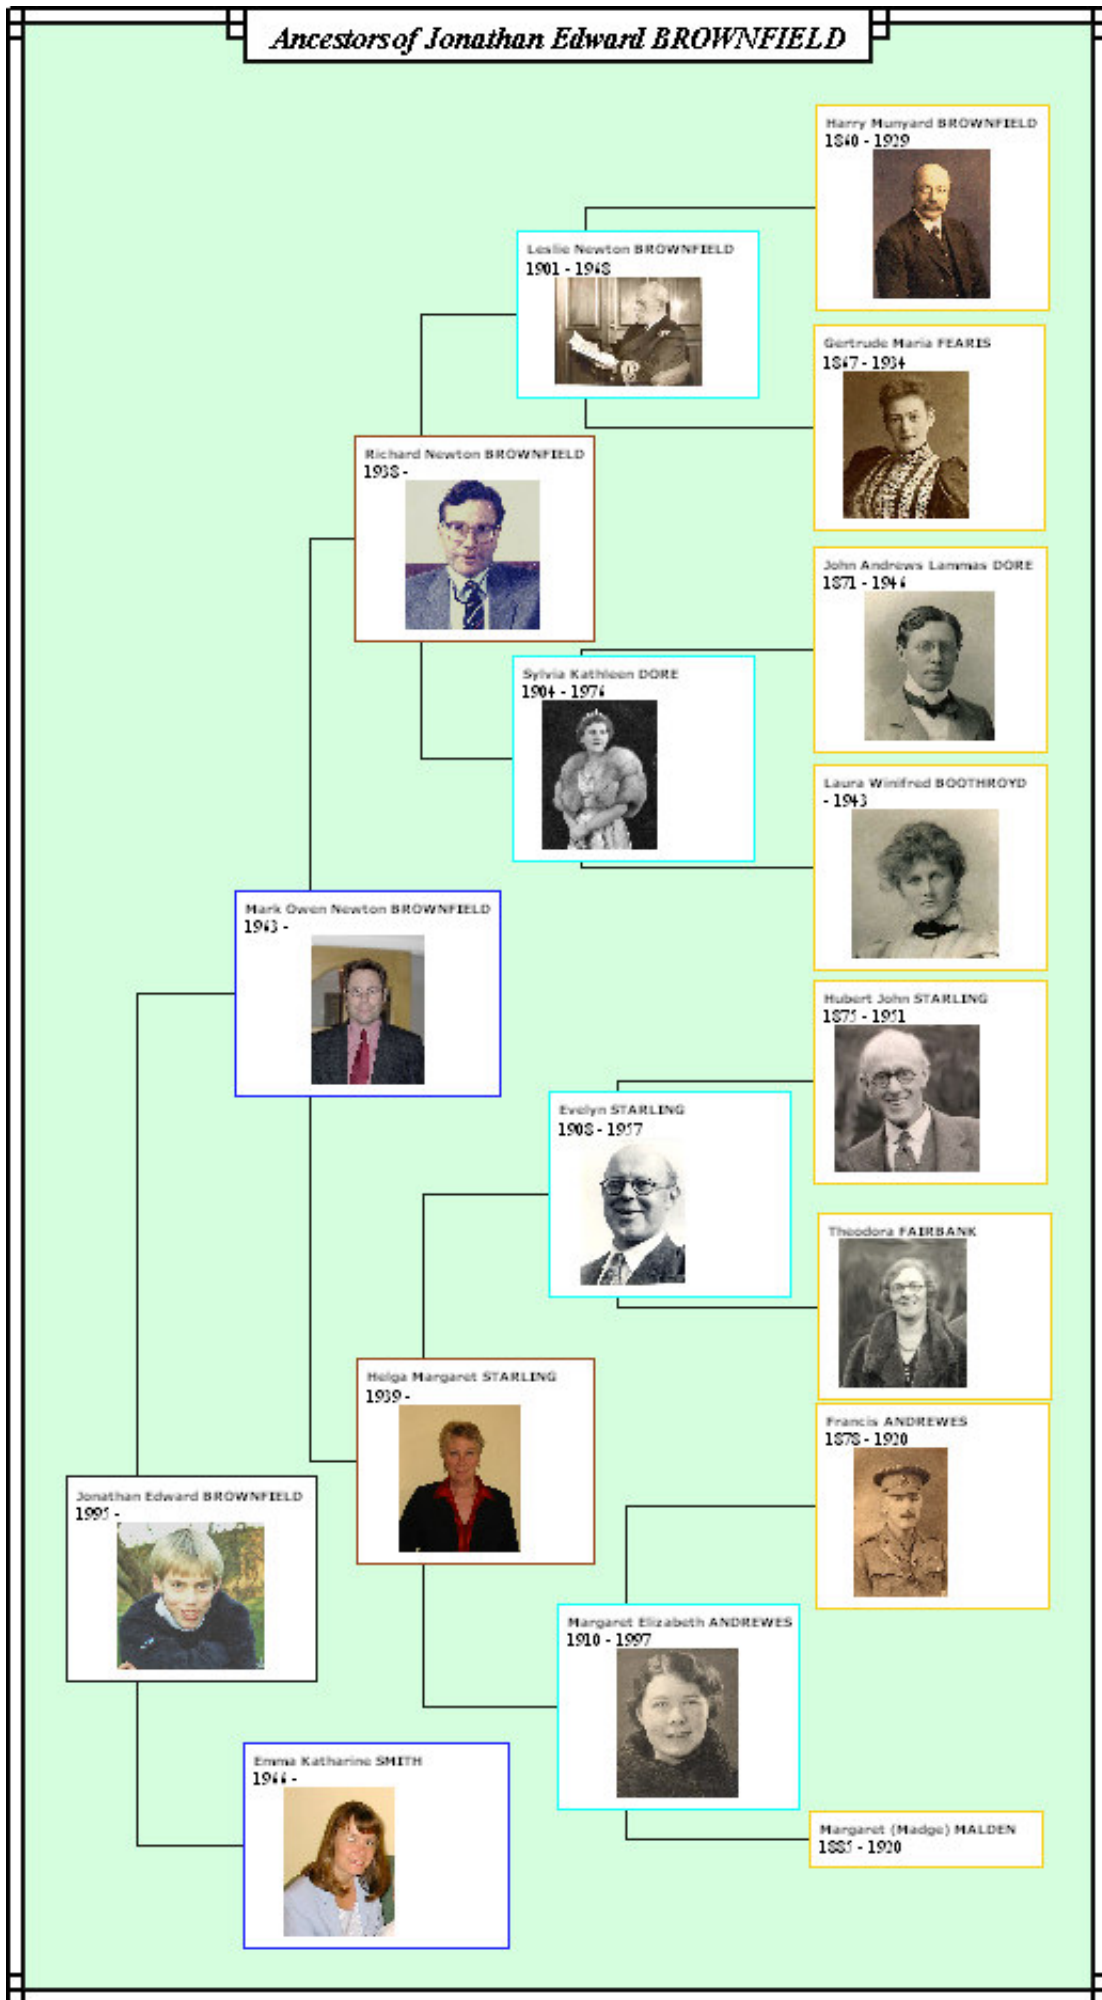 Ancestors of Jonathan Edward BROWNFIELD
Harry Munyard BROWNFIELD
1860 - 1929
Leslie Newton BROWNFIELD
1901 - 1968
Gertrude Maria FEARIS
1867 - 1934
Richard Newton BROWNFIELD
1938 -
John Andrews Lammas DORE
1871 - 1946
Sylvia Kathleen DORE
1904 - 1976
Laura Winifred BOOTHROYD
- 1943
Mark Owen Newton BROWNFIELD
1963 -
Hubert John STARLING
1875 - 1951
Evelyn STARLING
1908 - 1957
Theodora FAIRBANK
Helga Margaret STARLING
1939 -
Francis ANDREWES
1878 - 1920
Jonathan Edward BROWNFIELD
1995 -
Margaret Elizabeth ANDREWES
1910 - 1997
Emma Katharine SMITH
1966 -
Margaret (Madge) MALDEN
1885 - 1920